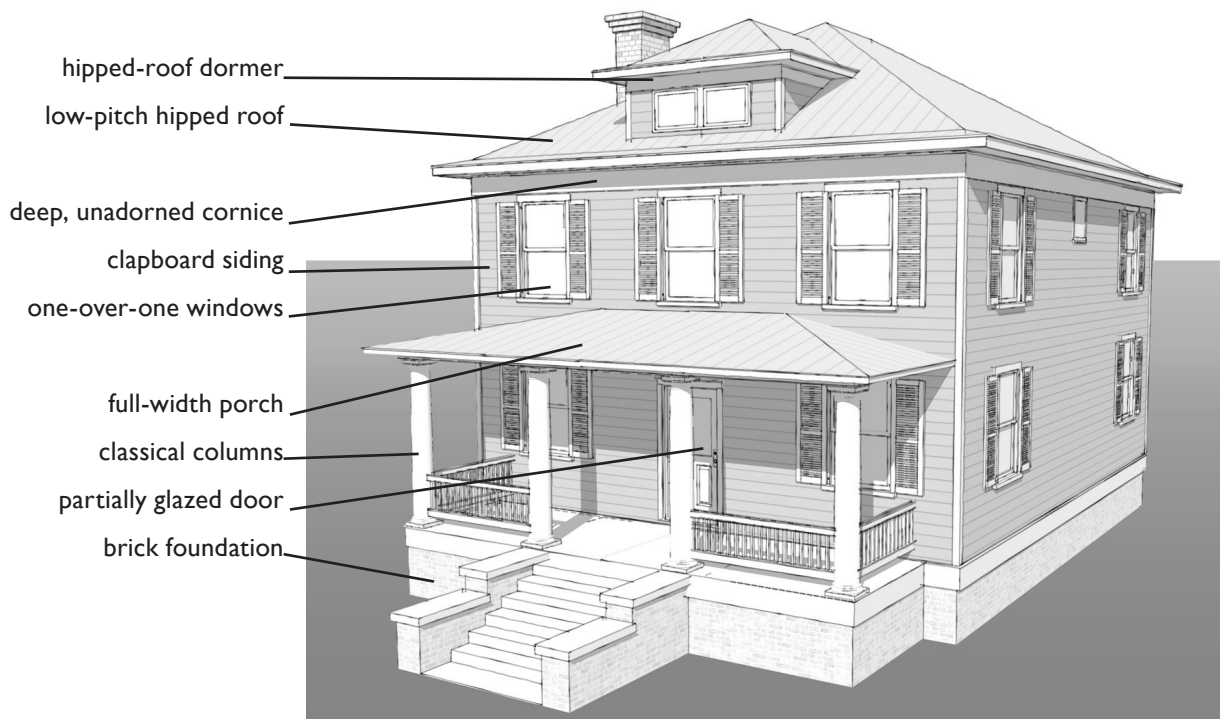 hipped-roof dormer
low-pitch hipped roof
deep, unadorned cornice
clapboard siding
one-over-one windows
full-width porch
classical columns
partially glazed door
brick foundation